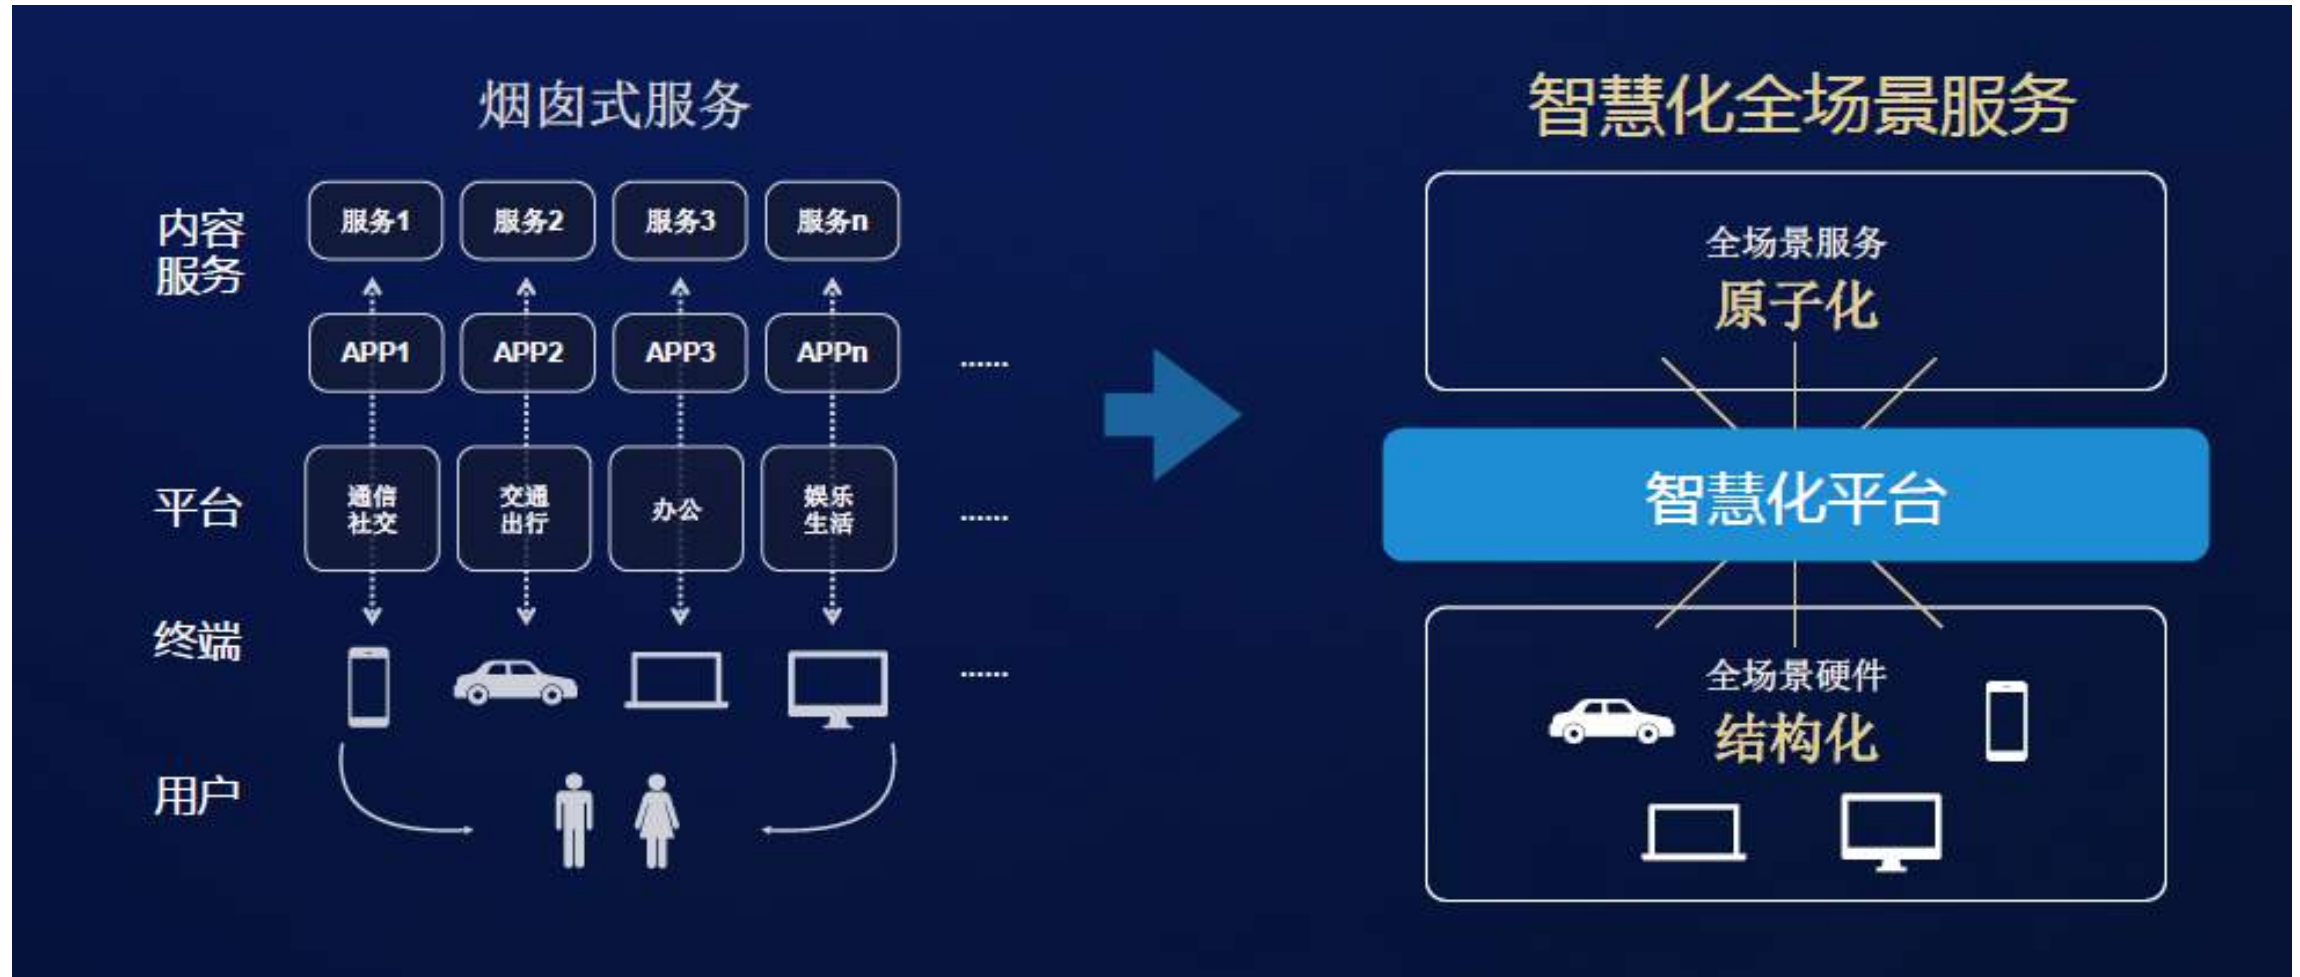 烟囱式服务
内容
服务
服务1
服务2
服务3
服务n
APP1
APP2
APP3
APPn
......
平台
通信
社交
交通
出行
办公
娱乐
生活
......
终端
......
用户
智慧化全场景服务
全场景服务
原子化
智慧化平台
全场景硬件
结构化